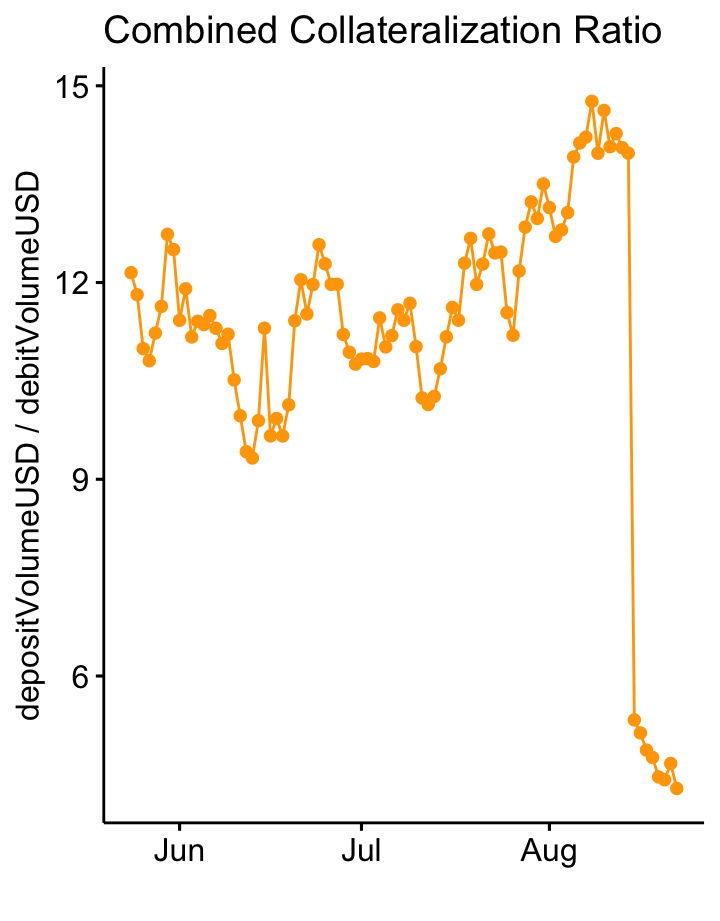 Combined Collateralization Ratio
depositVolumeUSD / debitVolumeUSD
15
12
9
6
Jun
Jul
Aug